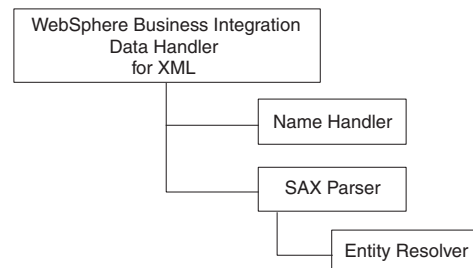 WebSphere Business Integration
Data Handler
for XML
Name Handler
SAX Parser
Entity Resolver